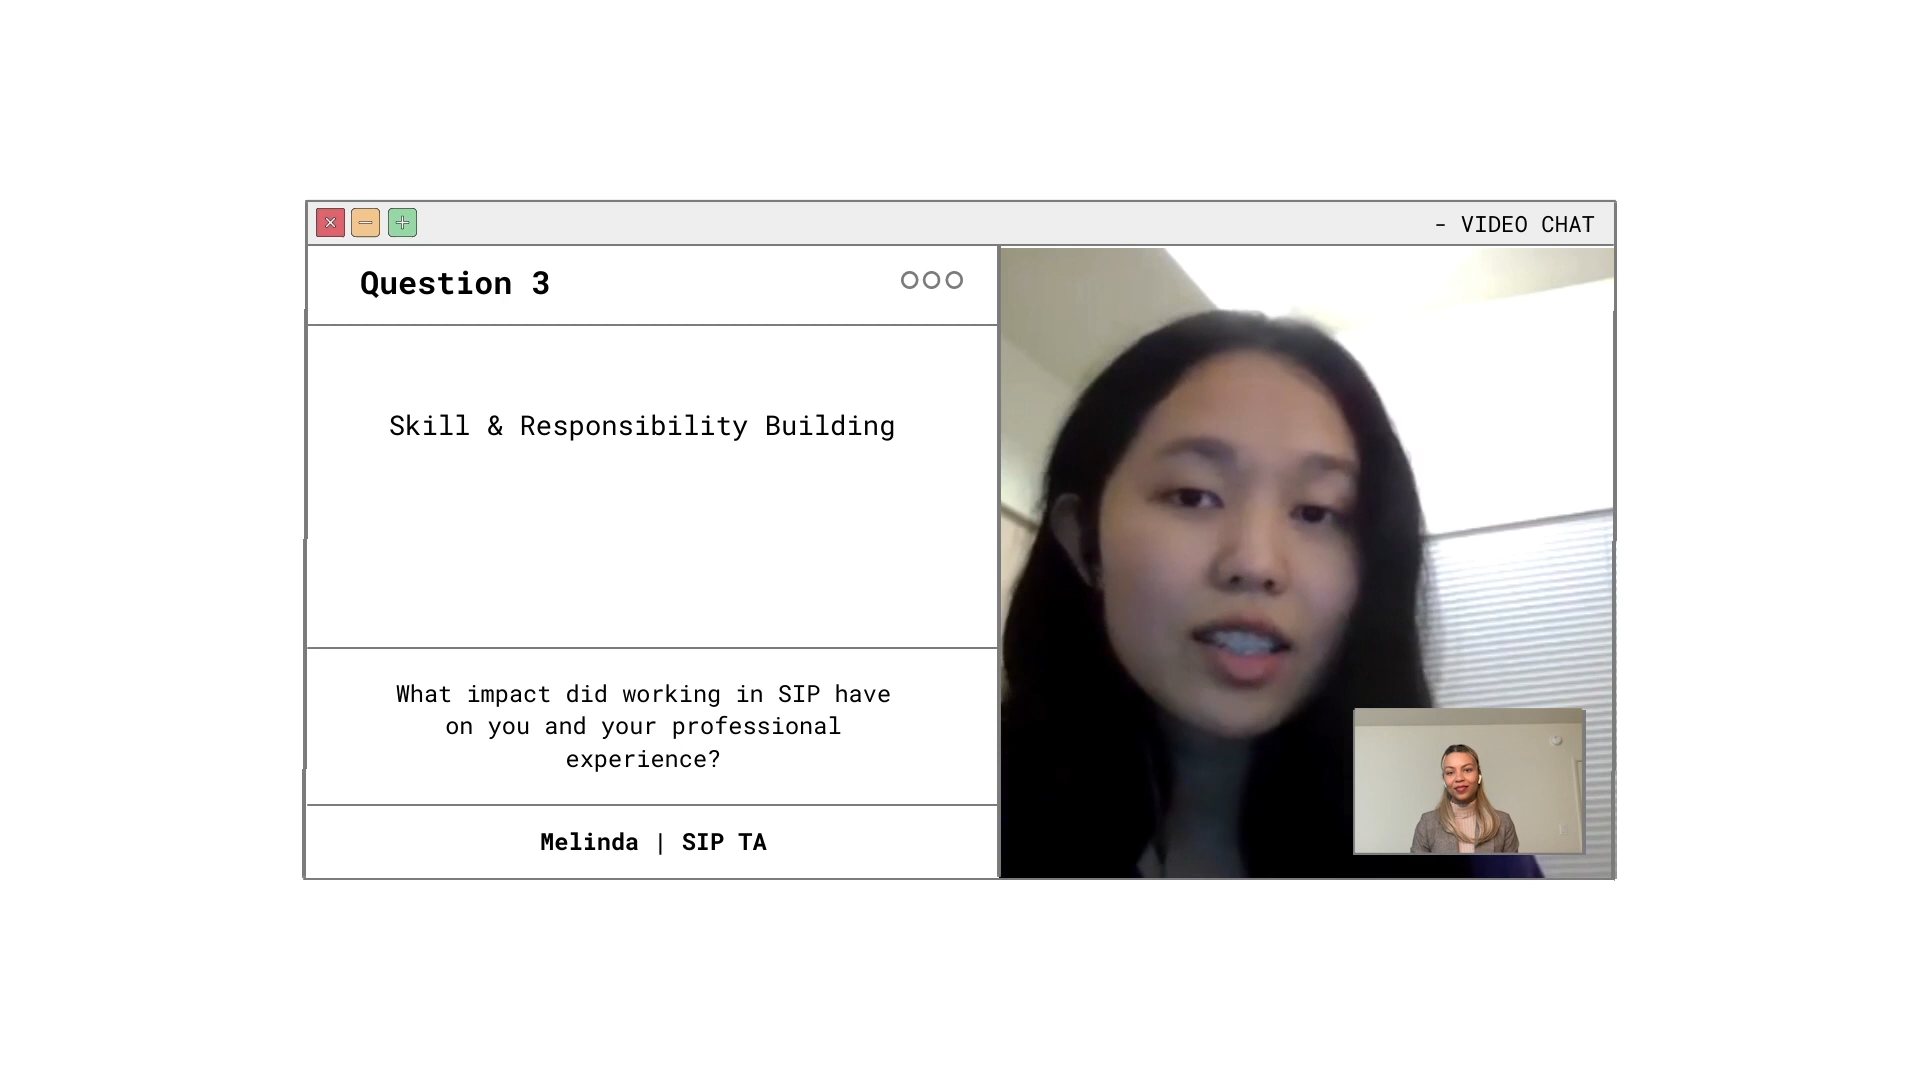 - VIDEO CHAT
Question 3
Skill & Responsibility Building
What impact did working in SIP have
on you and your professional
experience?
Melinda | SIP TA